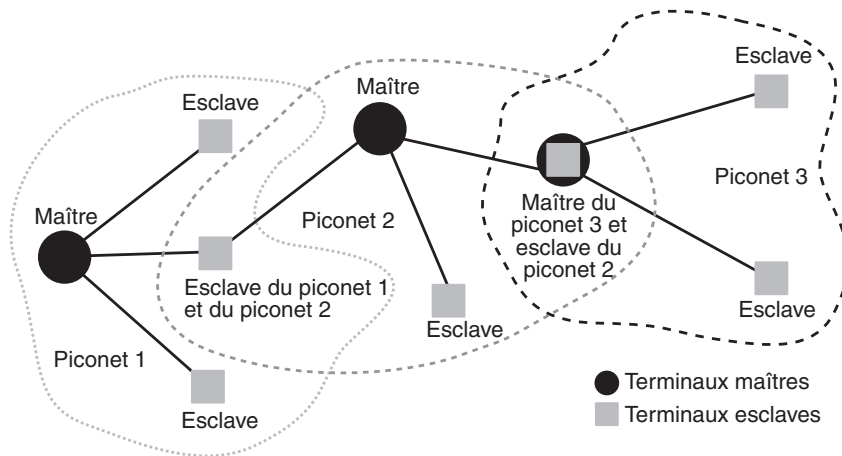 Esclave
Maître
Esclave
Maître
Piconet 3
Piconet 2
Maître du
piconet 3 et
esclave du
piconet 2
Esclave du piconet 1
et du piconet 2
Esclave
Esclave
Piconet 1
Esclave
Terminaux maîtres
Terminaux esclaves